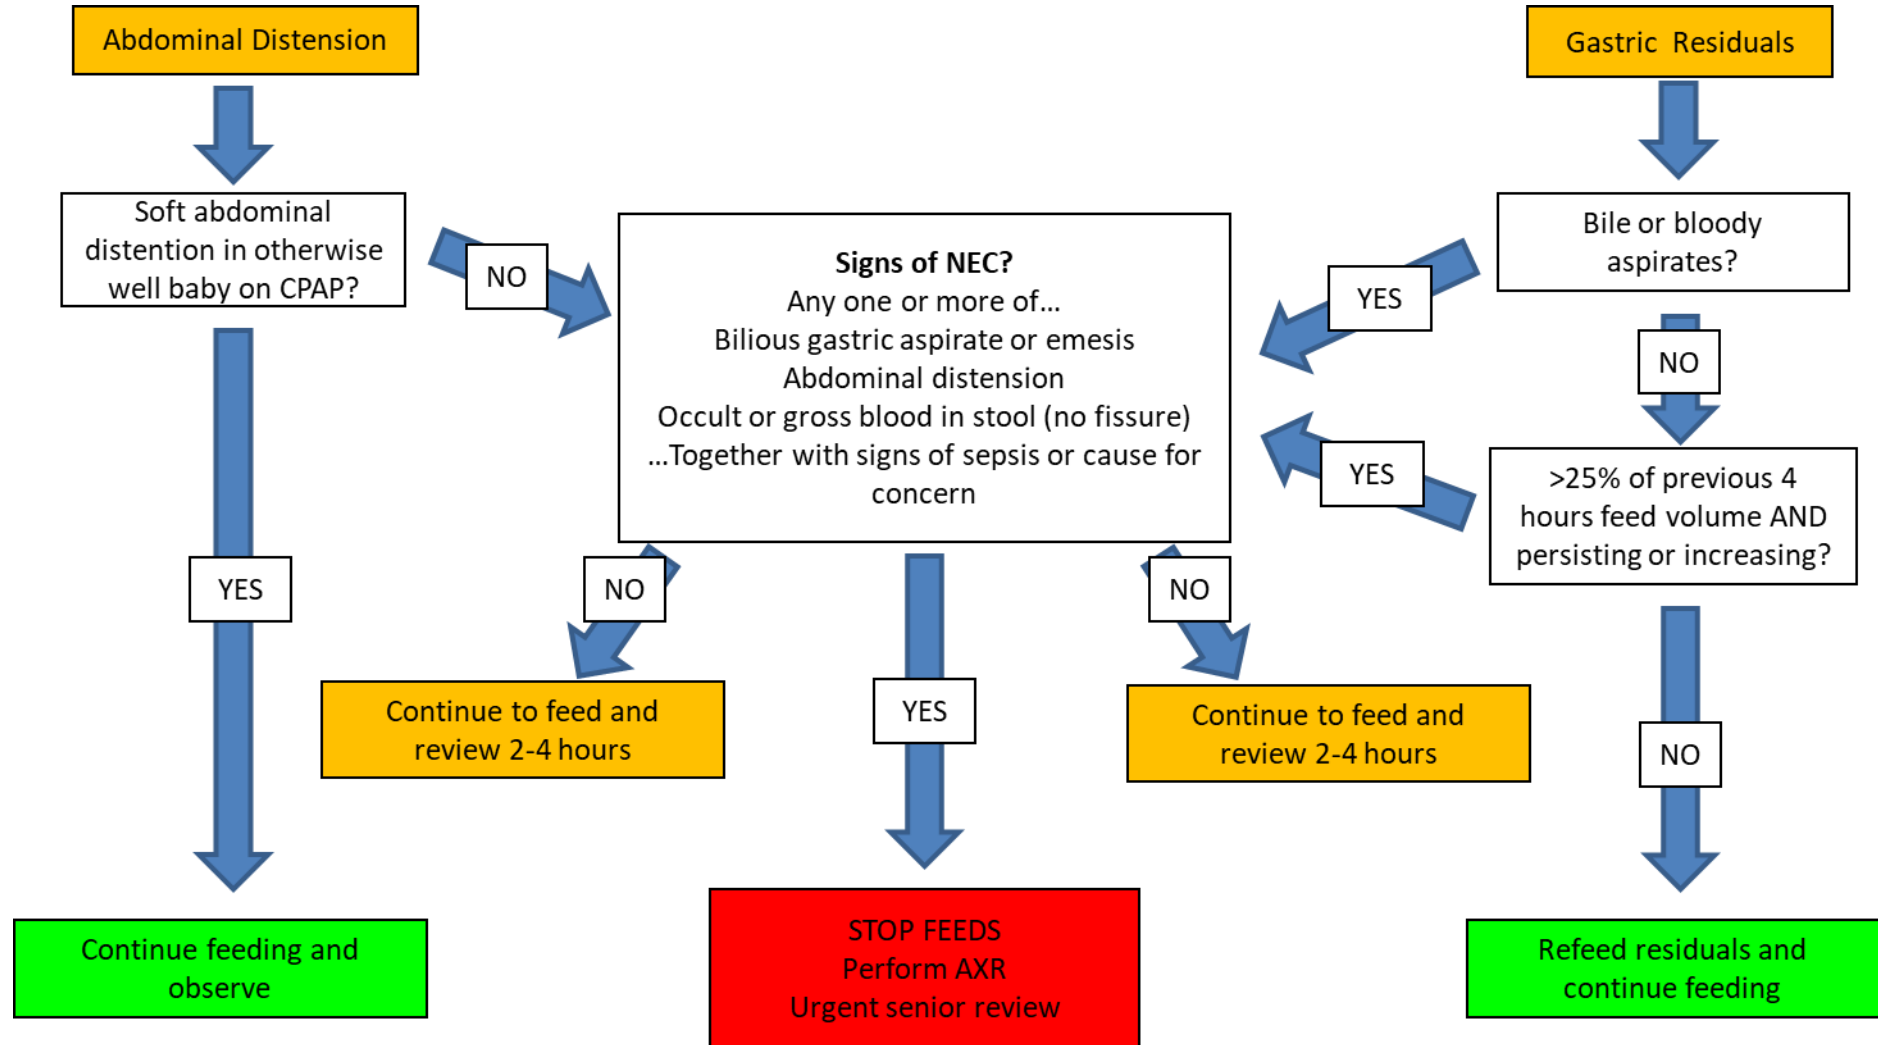 Abdominal Distension
Gastric Residuals
Soft abdominal
distention in otherwise
well baby on CPAP?
NO
Signs of NEC?
Any one or more of...
Bilious gastric aspirate or emesis
Abdominal distension
Occult or gross blood in stool (no fissure)
...Together with signs of sepsis or cause for
concern
YES
Bile or bloody
aspirates?
NO
YES
>25% of previous 4
hours feed volume AND
persisting or increasing?
YES
NO
NO
Continue to feed and
review 2-4 hours
YES
Continue to feed and
review 2-4 hours
NO
Continue feeding and
observe
STOP FEEDS
Perform AXR
Urgent senior review
Refeed residuals and
continue feeding